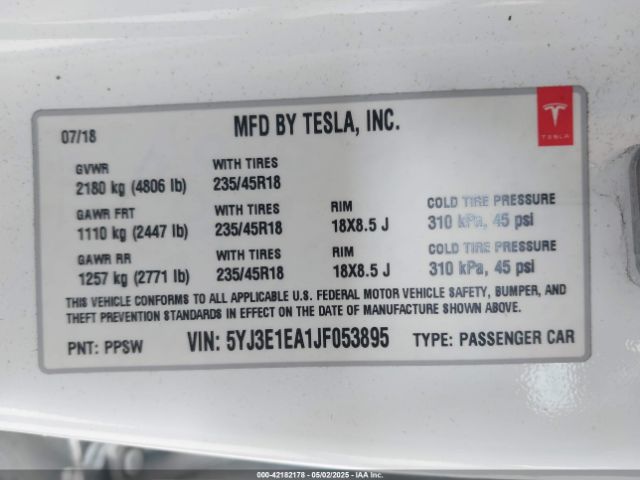 07/18
MFD BY TESLA, INC.
TESLA
GVWR
2180 kg (4806 lb)
WITH TIRES
235/45R18
GAWR FRT
1110 kg (2447 lb)
WITH TIRES
235/45R18
RIM
18X8.5 J
COLD TIRE PRESSURE
310 kPa, 45 psi
GAWR RR
1257 kg (2771 lb)
WITH TIRES
235/45R18
RIM
18X8.5 J
COLD TIRE PRESSURE
310 kPa, 45 psi
THIS VEHICLE CONFORMS TO ALL APPLICABLE U.S. FEDERAL MOTOR VEHICLE SAFETY, BUMPER, AND
THEFT PREVENTION STANDARDS IN EFFECT ON THE DATE OF MANUFACTURE SHOWN ABOVE.
PNT: PPSW
VIN: 5YJ3E1EA1JF053895
TYPE: PASSENGER CAR
000-42182178 - 05/02/2025 - IAAI.COM